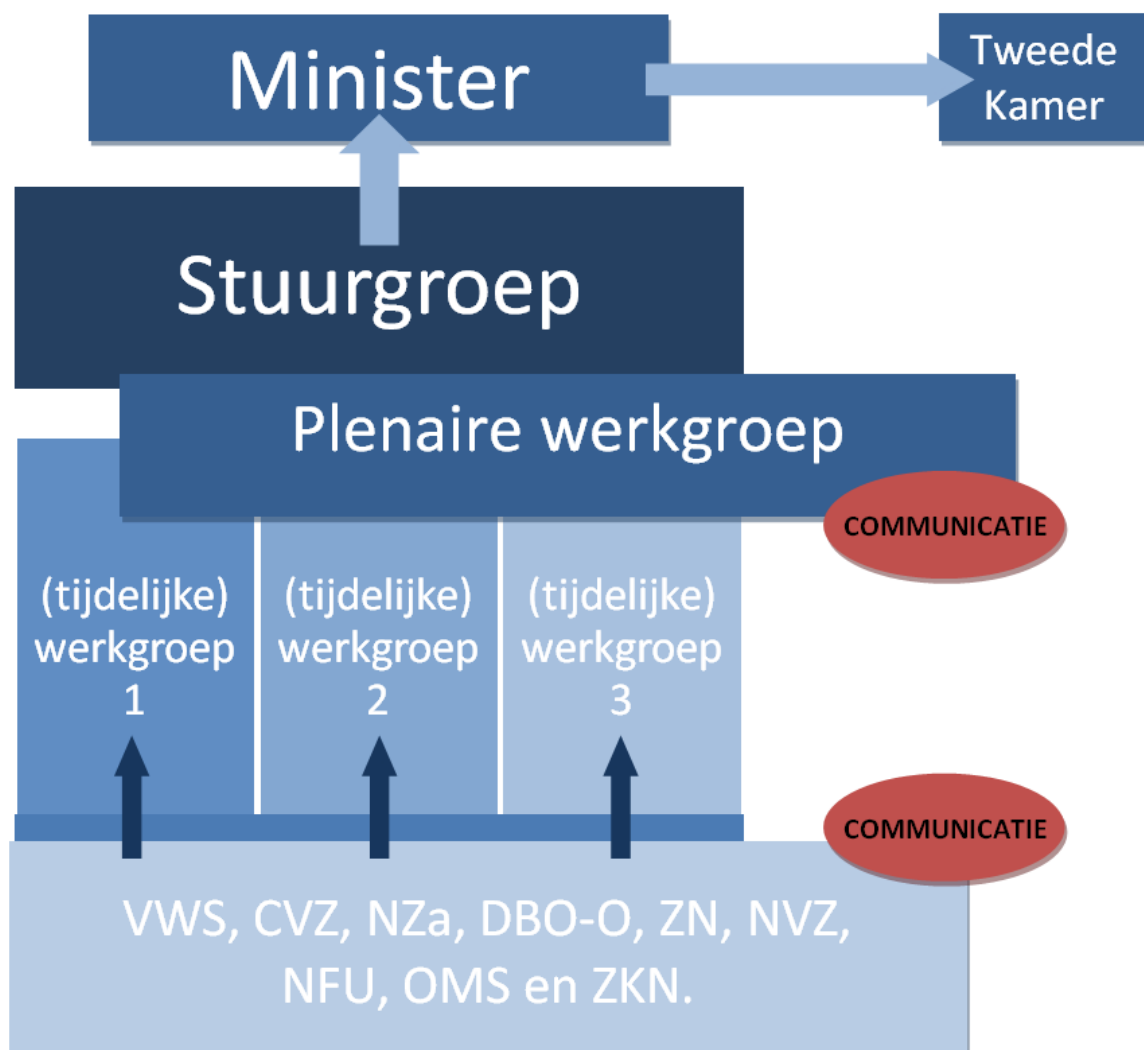 Minister
Tweede
Kamer
Stuurgroep
Plenaire werkgroep
COMMUNICATIE
(tijdelijke)
werkgroep
1
(tijdelijke)
werkgroep
2
(tijdelijke)
werkgroep
3
COMMUNICATIE
VWS, CVZ, NZa, DBO-O, ZN, NVZ,
NFU, OMS en ZKN.